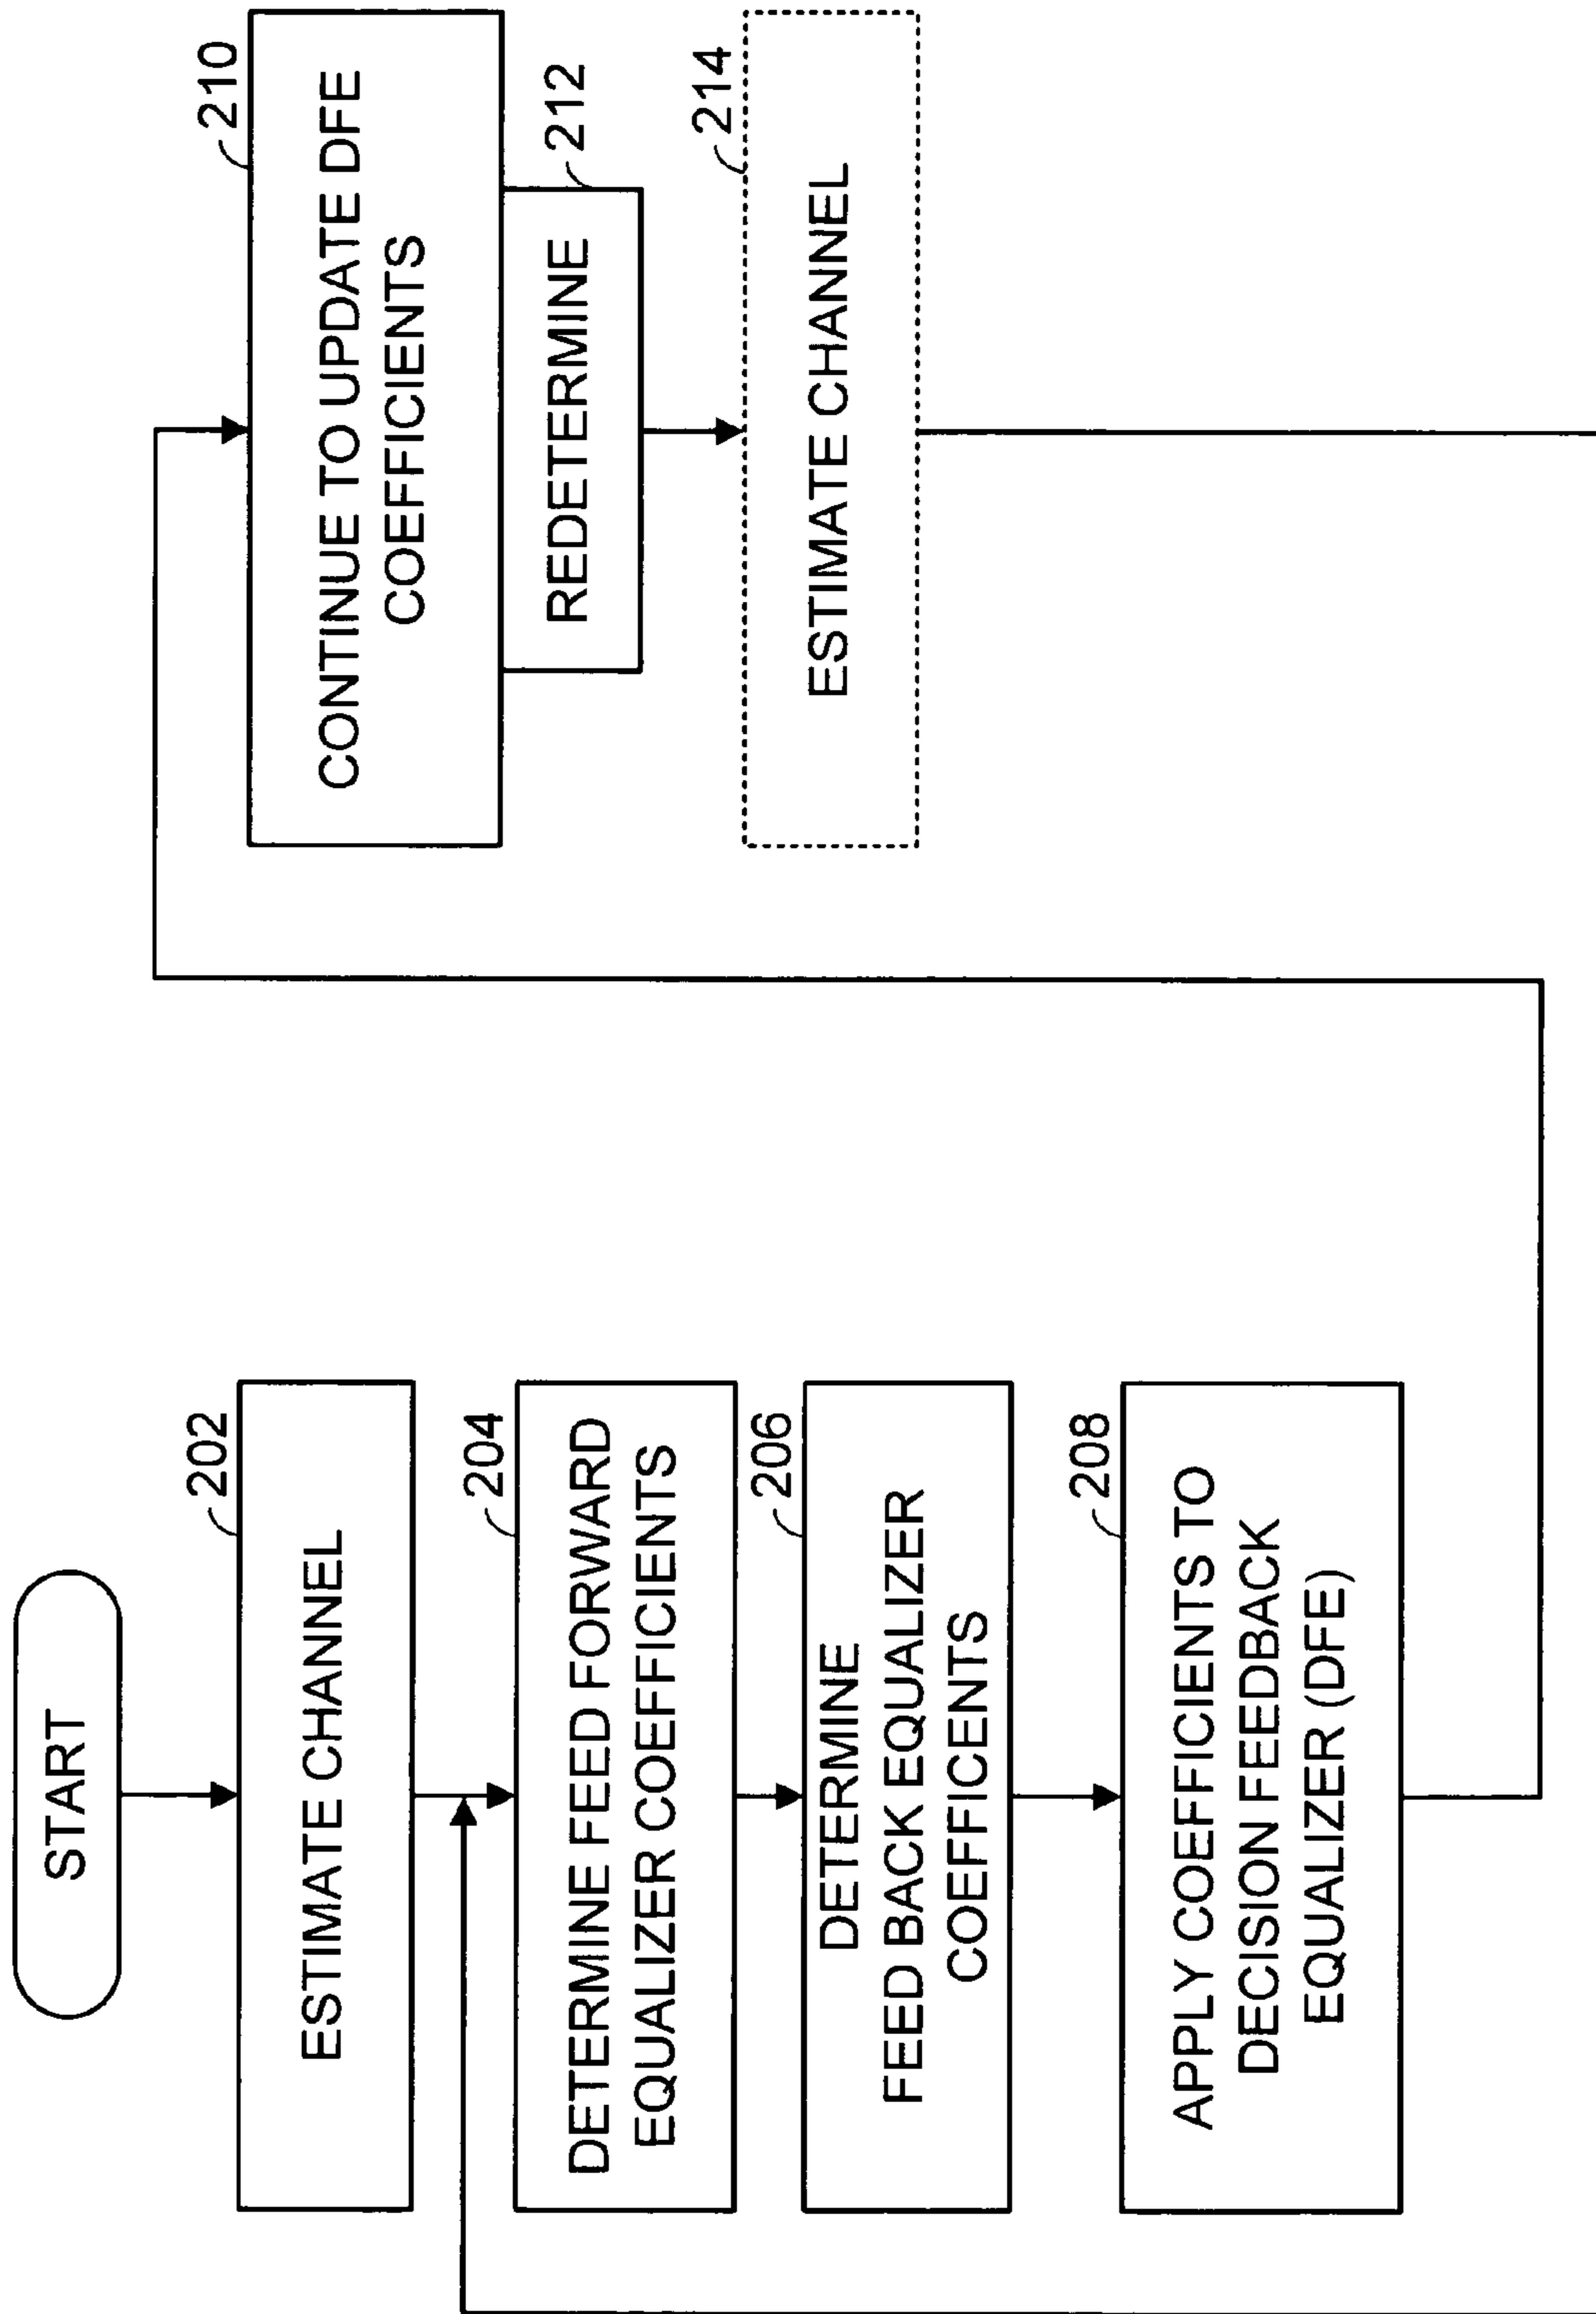 START
202
ESTIMATE CHANNEL
204
DETERMINE FEED FORWARD
EQUALIZER COEFFICIENTS
206
DETERMINE
FEED BACK EQUALIZER
COEFFICENTS
208
APPLY COEFFICIENTS TO
DECISION FEEDBACK
EQUALIZER (DFE)
210
CONTINUE TO UPDATE DFE
COEFFICIENTS
212
REDETERMINE
214
ESTIMATE CHANNEL